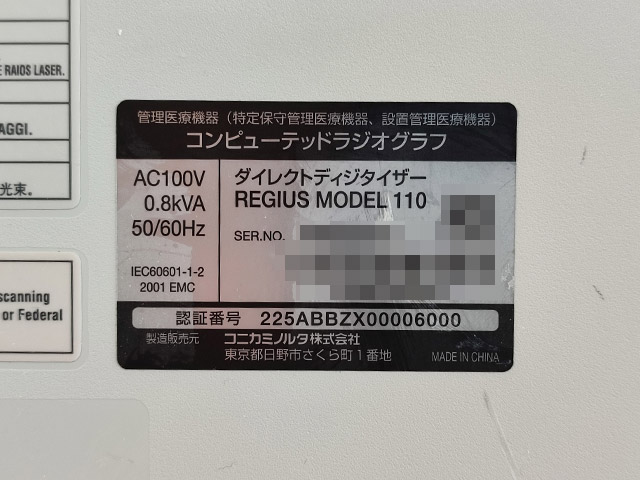 RAIOS LASER.
AGGI.
光束.
scanning
or Federal
管理医療機器（特定保守管理医療機器、設置管理医療機器）
コンピューテッドラジオグラフ
AC100V
0.8kVA
50/60Hz
IEC60601-1-2
2001 EMC
ダイレクトディジタイザー
REGIUS MODEL 110
SER.NO.
認証番号 225ABBZX00006000
製造販売元 コニカミノルタ株式会社
東京都日野市さくら町1番地
MADE IN CHINA